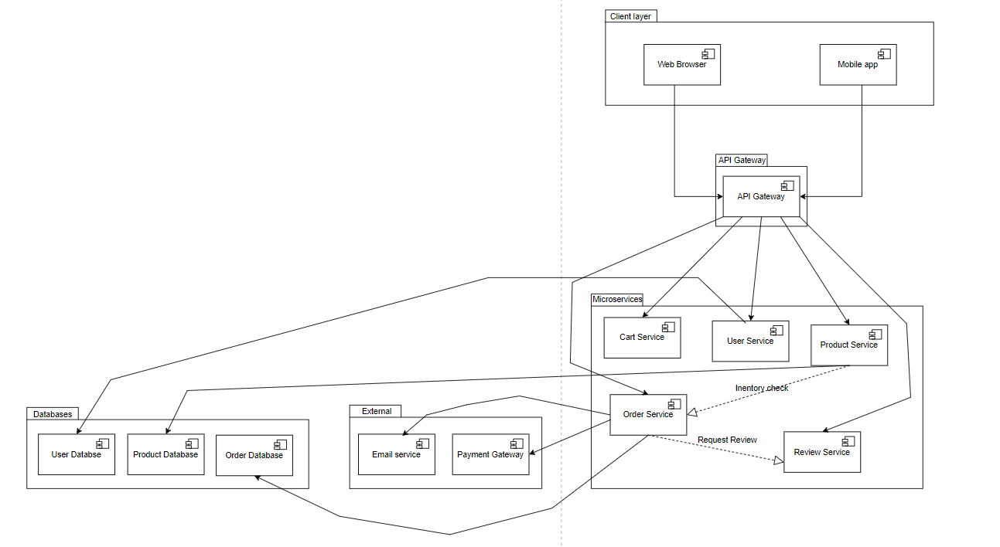 Client layer
Web Browser
Mobile app
API Gateway
API Gateway
Microservices
Cart Service
User Service
Product Service
Inentory check
Order Service
Request Review
Review Service
Databases
User Databse
Product Database
Order Database
External
Email service
Payment Gateway